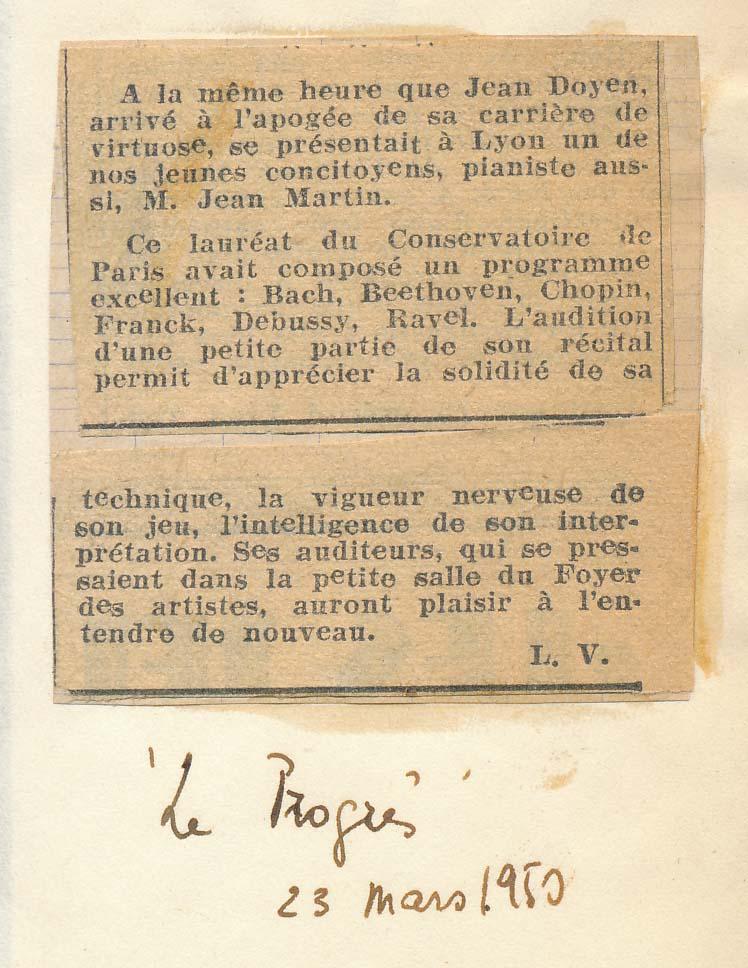 A la même heure que Jean Doyen,
arrivé à l'apogée de sa carrière de
virtuose, se présentait à Lyon un de
nos jeunes concitoyens, pianiste aus-
si, M. Jean Martin.
Ce lauréat du Conservatoire de
Paris avait composé un programme
excellent : Bach, Beethoven, Chopin,
Franck, Debussy, Ravel. L'audition
d'une petite partie de son récital
permit d'apprécier la solidité de sa
technique, la vigueur nerveuse de
son jeu, l'intelligence de son inter-
prétation. Ses auditeurs, qui se pres-
saient dans la petite salle du Foyer
des artistes, auront plaisir à l'en-
tendre de nouveau.
L. V.
'Le Progrès'
23 mars 1950